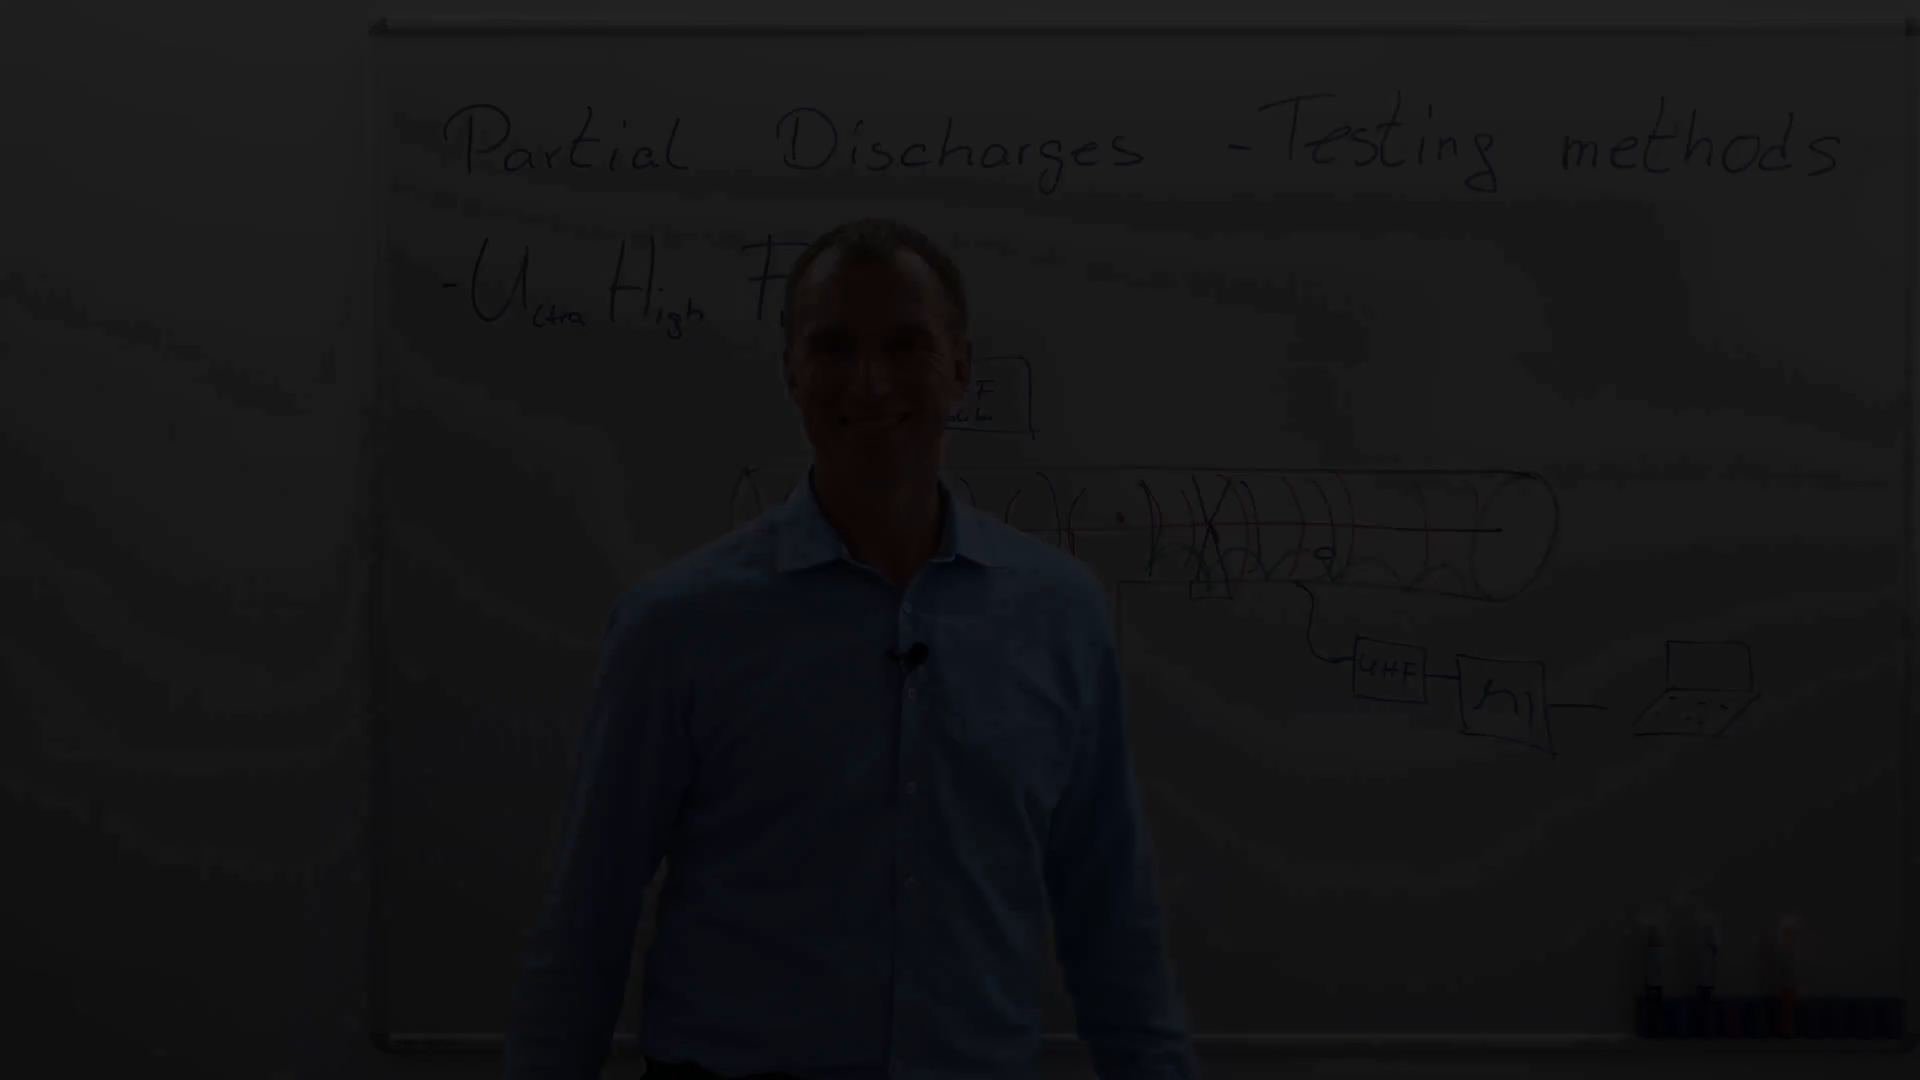 Partial Discharges - Testing methods
- Ultra High F
F
UHF